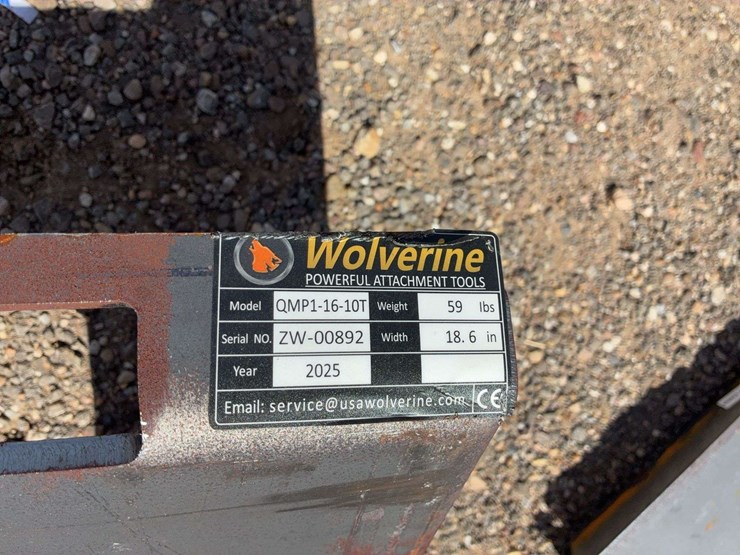 Wolverine
POWERFUL ATTACHMENT TOOLS
Model QMP1-16-10T Weight 59 lbs
Serial NO. ZW-00892 Width 18.6 in
Year 2025
Email: service@usawolverine.com CE